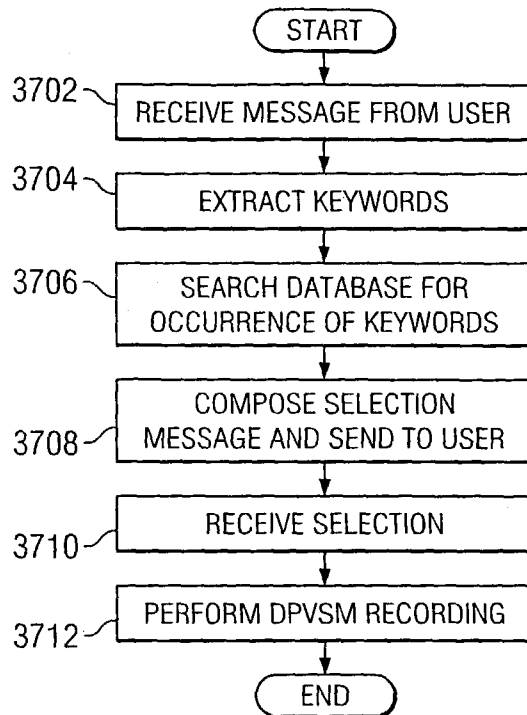 START
3702
RECEIVE MESSAGE FROM USER
3704
EXTRACT KEYWORDS
3706
SEARCH DATABASE FOR
OCCURRENCE OF KEYWORDS
3708
COMPOSE SELECTION
MESSAGE AND SEND TO USER
3710
RECEIVE SELECTION
3712
PERFORM DPVSM RECORDING
END